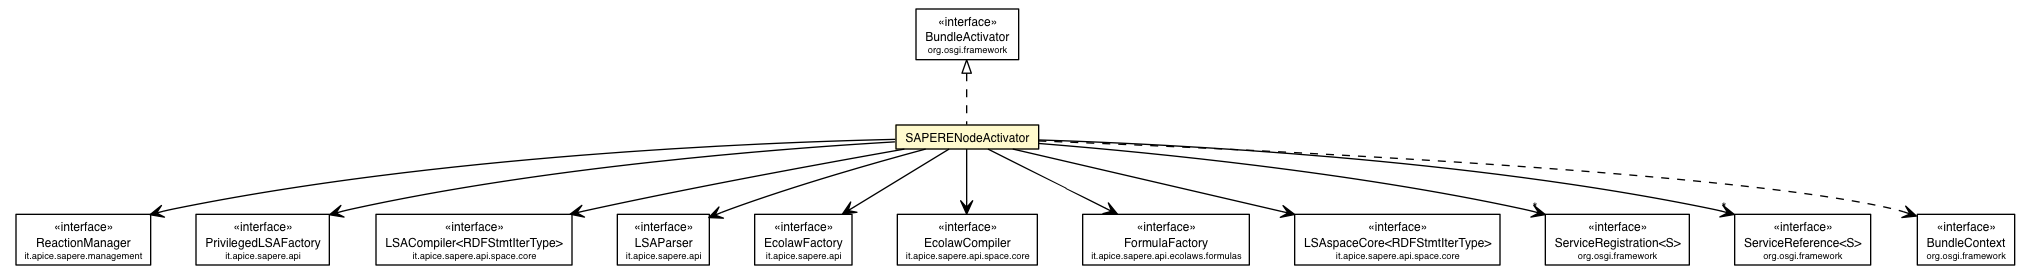 «interface»
BundleActivator
org.osgi.framework
SAPERENodeActivator
«interface»
ReactionManager
it.apice.sapere.management
«interface»
PrivilegedLSAFactory
it.apice.sapere.api
«interface»
LSACompiler<RDFStmtIterType>
it.apice.sapere.api.space.core
«interface»
LSAParser
it.apice.sapere.api
«interface»
EcolawFactory
it.apice.sapere.api
«interface»
EcolawCompiler
it.apice.sapere.api.space.core
«interface»
FormulaFactory
it.apice.sapere.api.ecolaws.formulas
«interface»
LSAspaceCore<RDFStmtIterType>
it.apice.sapere.api.space.core
*
«interface»
ServiceRegistration<S>
org.osgi.framework
*
«interface»
ServiceReference<S>
org.osgi.framework
«interface»
BundleContext
org.osgi.framework